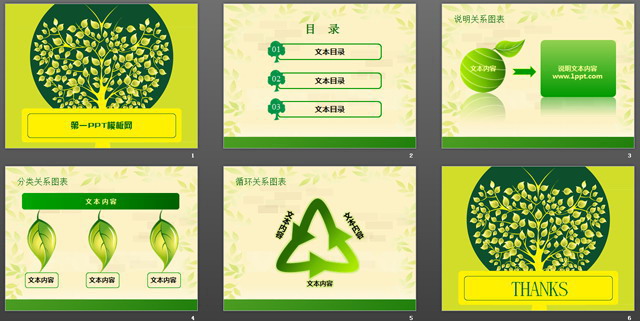 第一PPT模板网
1
目 录
01
文本目录
02
文本目录
03
文本目录
2
说明关系图表
文本内容
说明文本内容
www.1ppt.com
3
分类关系图表
文本内容
文本内容
文本内容
文本内容
4
循环关系图表
文本内容
文本内容
文本内容
5
THANKS
6